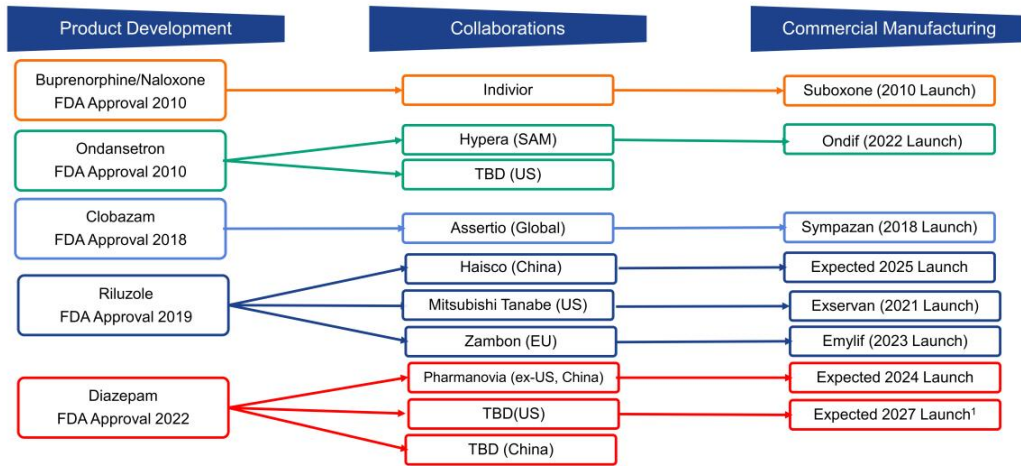 Product Development
Collaborations
Commercial Manufacturing
Buprenorphine/Naloxone
FDA Approval 2010
Indivior
Suboxone (2010 Launch)
Ondansetron
FDA Approval 2010
Hypera (SAM)
Ondif (2022 Launch)
TBD (US)
Clobazam
FDA Approval 2018
Assertio (Global)
Sympazan (2018 Launch)
Riluzole
FDA Approval 2019
Haisco (China)
Expected 2025 Launch
Mitsubishi Tanabe (US)
Exservan (2021 Launch)
Zambon (EU)
Emylif (2023 Launch)
Diazepam
FDA Approval 2022
Pharmanovia (ex-US, China)
Expected 2024 Launch
TBD(US)
Expected 2027 Launch¹
TBD (China)